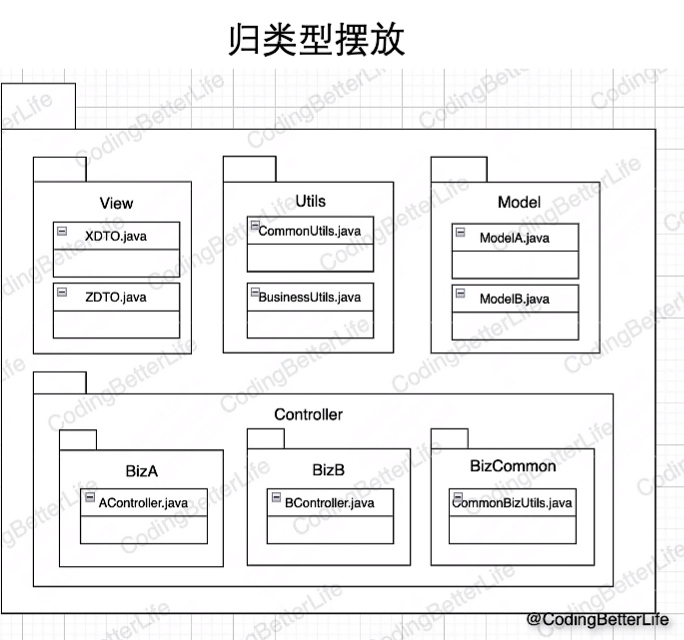 归类型摆放
View
XDTO.java
ZDTO.java
Utils
CommonUtils.java
BusinessUtils.java
Model
ModelA.java
ModelB.java
Controller
BizA
AController.java
BizB
BController.java
BizCommon
CommonBizUtils.java
@CodingBetterLife
CodingBetterLife